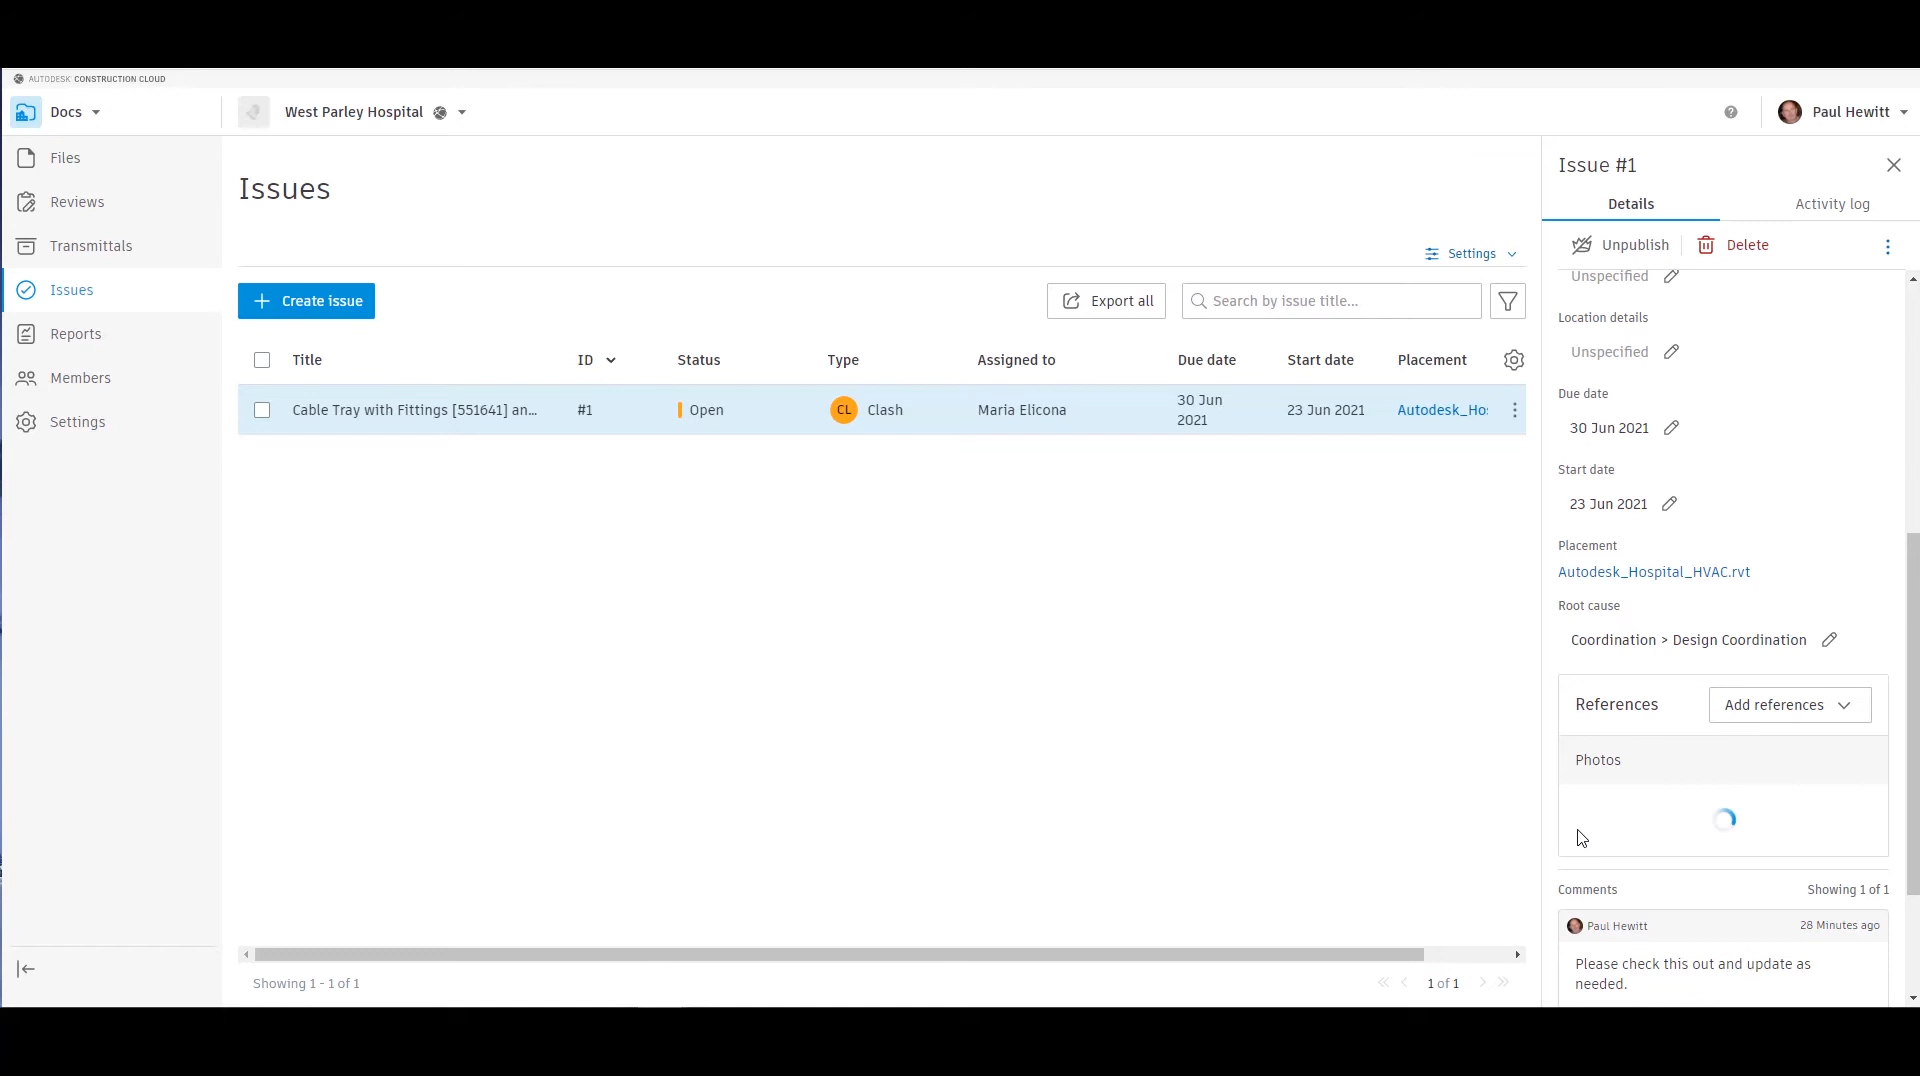 AUTODESK CONSTRUCTION CLOUD
Docs
West Parley Hospital
Paul Hewitt
Files
Reviews
Transmittals
Issues
Reports
Members
Settings
Issues
Settings
Create issue
Export all
Search by issue title...
Title ID Status Type Assigned to Due date Start date Placement
Cable Tray with Fittings [551641] an... #1 Open CL Clash Maria Elicona 30 Jun 2021 23 Jun 2021 Autodesk_Ho
Showing 1 - 1 of 1
1 of 1
Issue #1
Details Activity log
Unpublish Delete
Unspecified
Location details
Unspecified
Due date
30 Jun 2021
Start date
23 Jun 2021
Placement
Autodesk_Hospital_HVAC.rvt
Root cause
Coordination > Design Coordination
References Add references
Photos
Comments Showing 1 of 1
Paul Hewitt 28 Minutes ago
Please check this out and update as
needed.